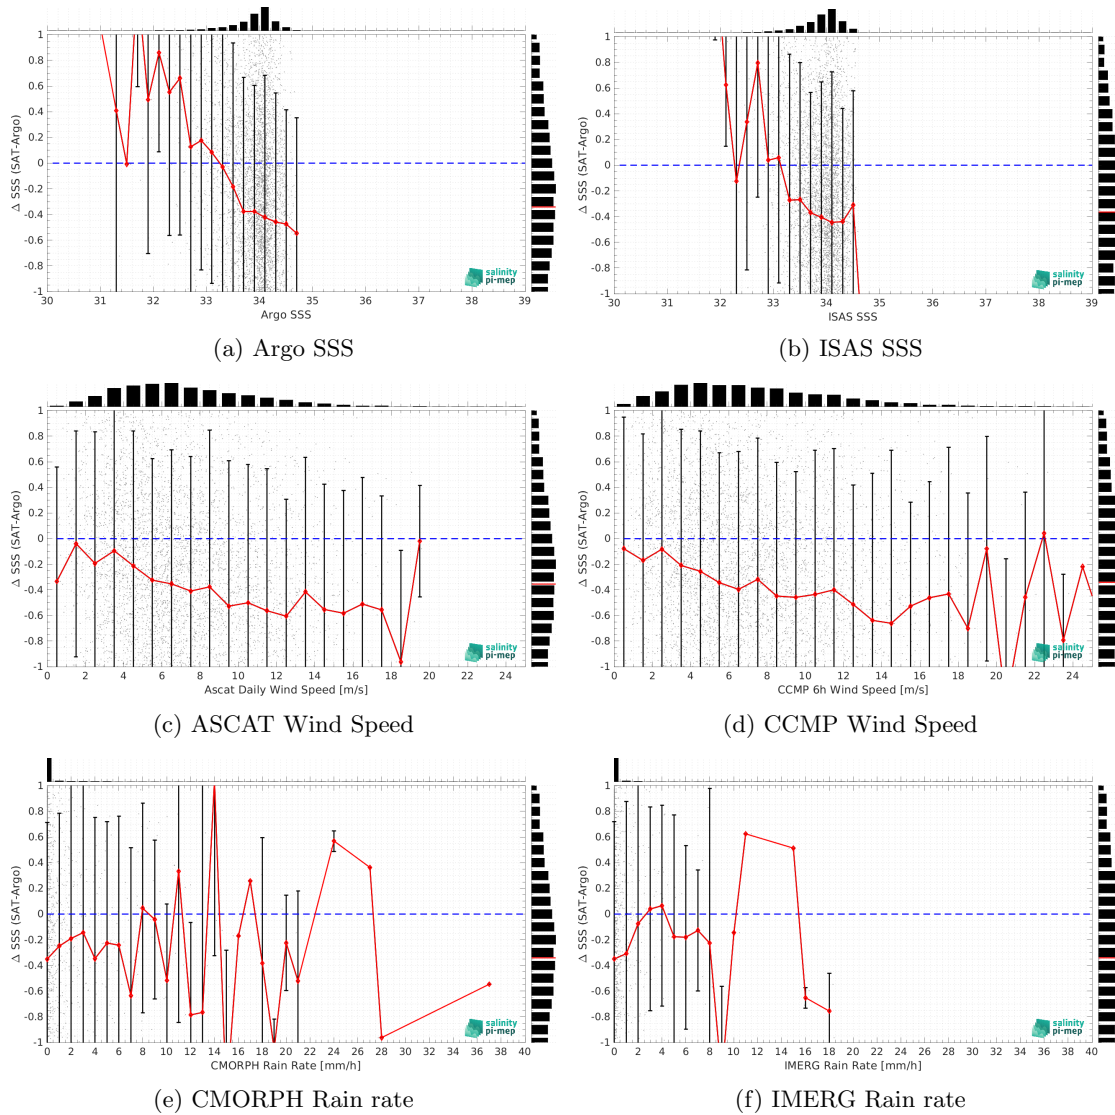 1
0.8
0.6
0.4
0.2
0
-0.2
-0.4
-0.6
-0.8
-1
Δ SSS (SAT-Argo)
30 31 32 33 34 35 36 37 38 39
Argo SSS
salinity
pi-mep
(a) Argo SSS
1
0.8
0.6
0.4
0.2
0
-0.2
-0.4
-0.6
-0.8
-1
Δ SSS (SAT-Argo)
30 31 32 33 34 35 36 37 38 39
ISAS SSS
salinity
pi-mep
(b) ISAS SSS
1
0.8
0.6
0.4
0.2
0
-0.2
-0.4
-0.6
-0.8
-1
Δ SSS (SAT-Argo)
0 2 4 6 8 10 12 14 16 18 20 22 24
Ascat Daily Wind Speed [m/s]
salinity
pi-mep
(c) ASCAT Wind Speed
1
0.8
0.6
0.4
0.2
0
-0.2
-0.4
-0.6
-0.8
-1
Δ SSS (SAT-Argo)
0 2 4 6 8 10 12 14 16 18 20 22 24
CCMP 6h Wind Speed [m/s]
salinity
pi-mep
(d) CCMP Wind Speed
1
0.8
0.6
0.4
0.2
0
-0.2
-0.4
-0.6
-0.8
-1
Δ SSS (SAT-Argo)
0 2 4 6 8 10 12 14 16 18 20 22 24 26 28 30 32 34 36 38 40
CMORPH Rain Rate [mm/h]
salinity
pi-mep
(e) CMORPH Rain rate
1
0.8
0.6
0.4
0.2
0
-0.2
-0.4
-0.6
-0.8
-1
Δ SSS (SAT-Argo)
0 2 4 6 8 10 12 14 16 18 20 22 24 26 28 30 32 34 36 38 40
IMERG Rain Rate [mm/h]
salinity
pi-mep
(f) IMERG Rain rate